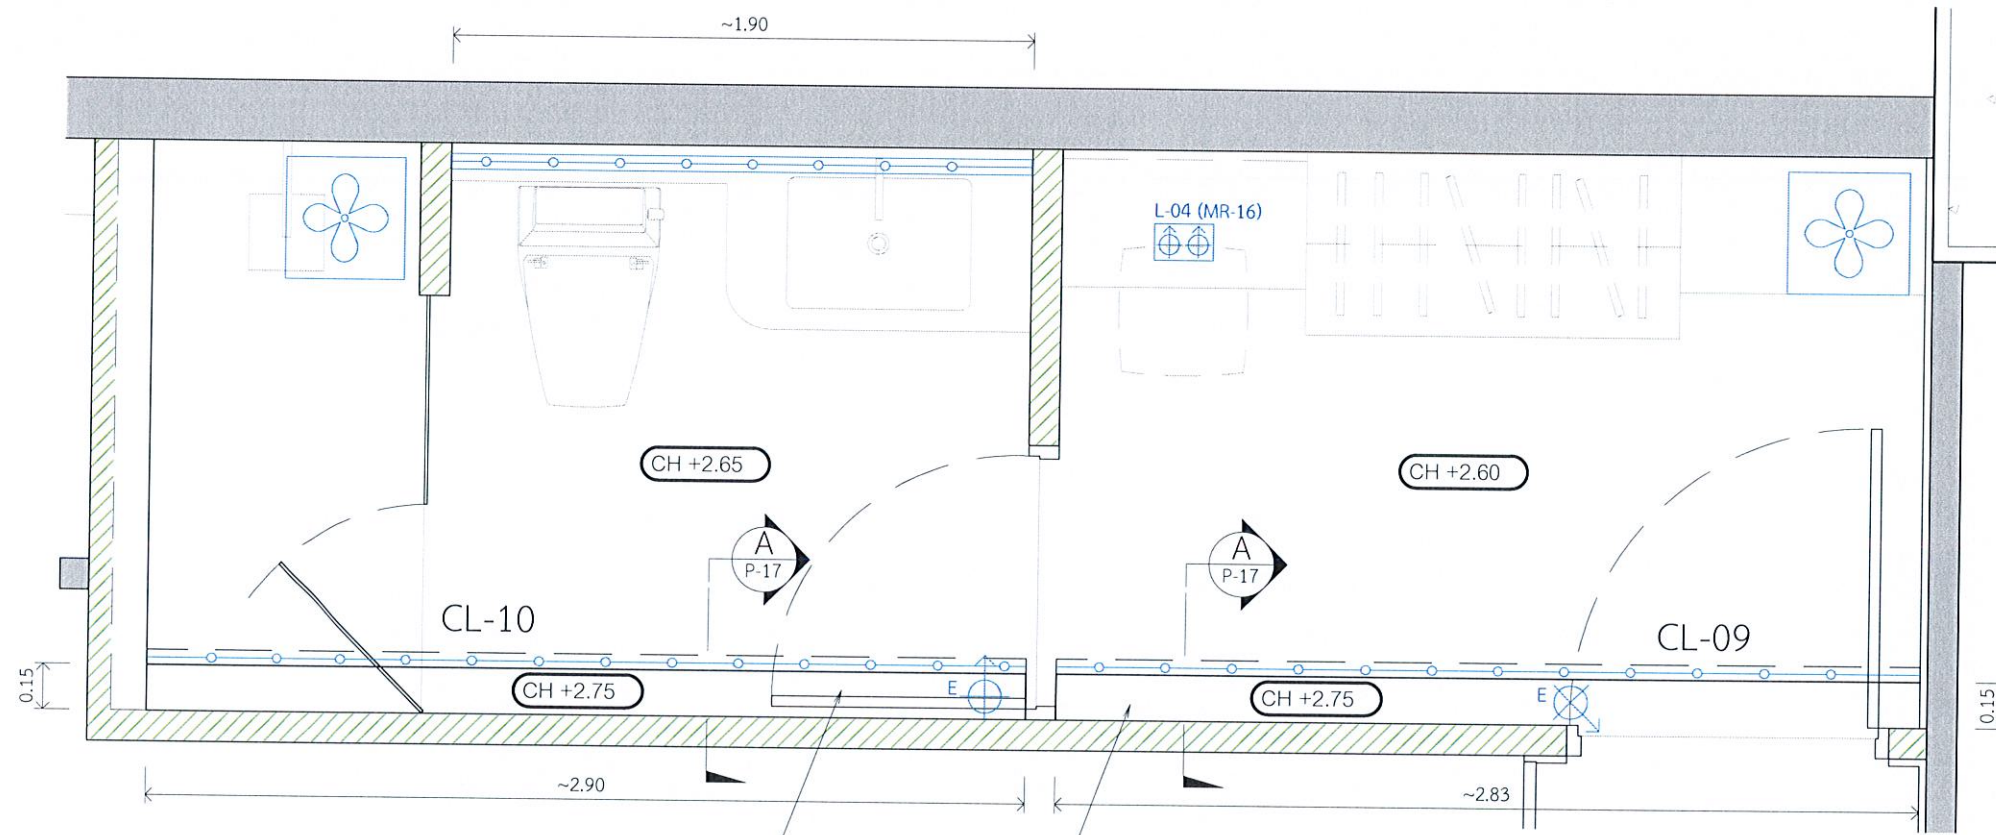 ~1.90
L-04 (MR-16)
CH +2.65
CH +2.60
A
P-17
A
P-17
CL-10
CL-09
0.15
CH +2.75
E
CH +2.75
E
0.15
~2.90
~2.83